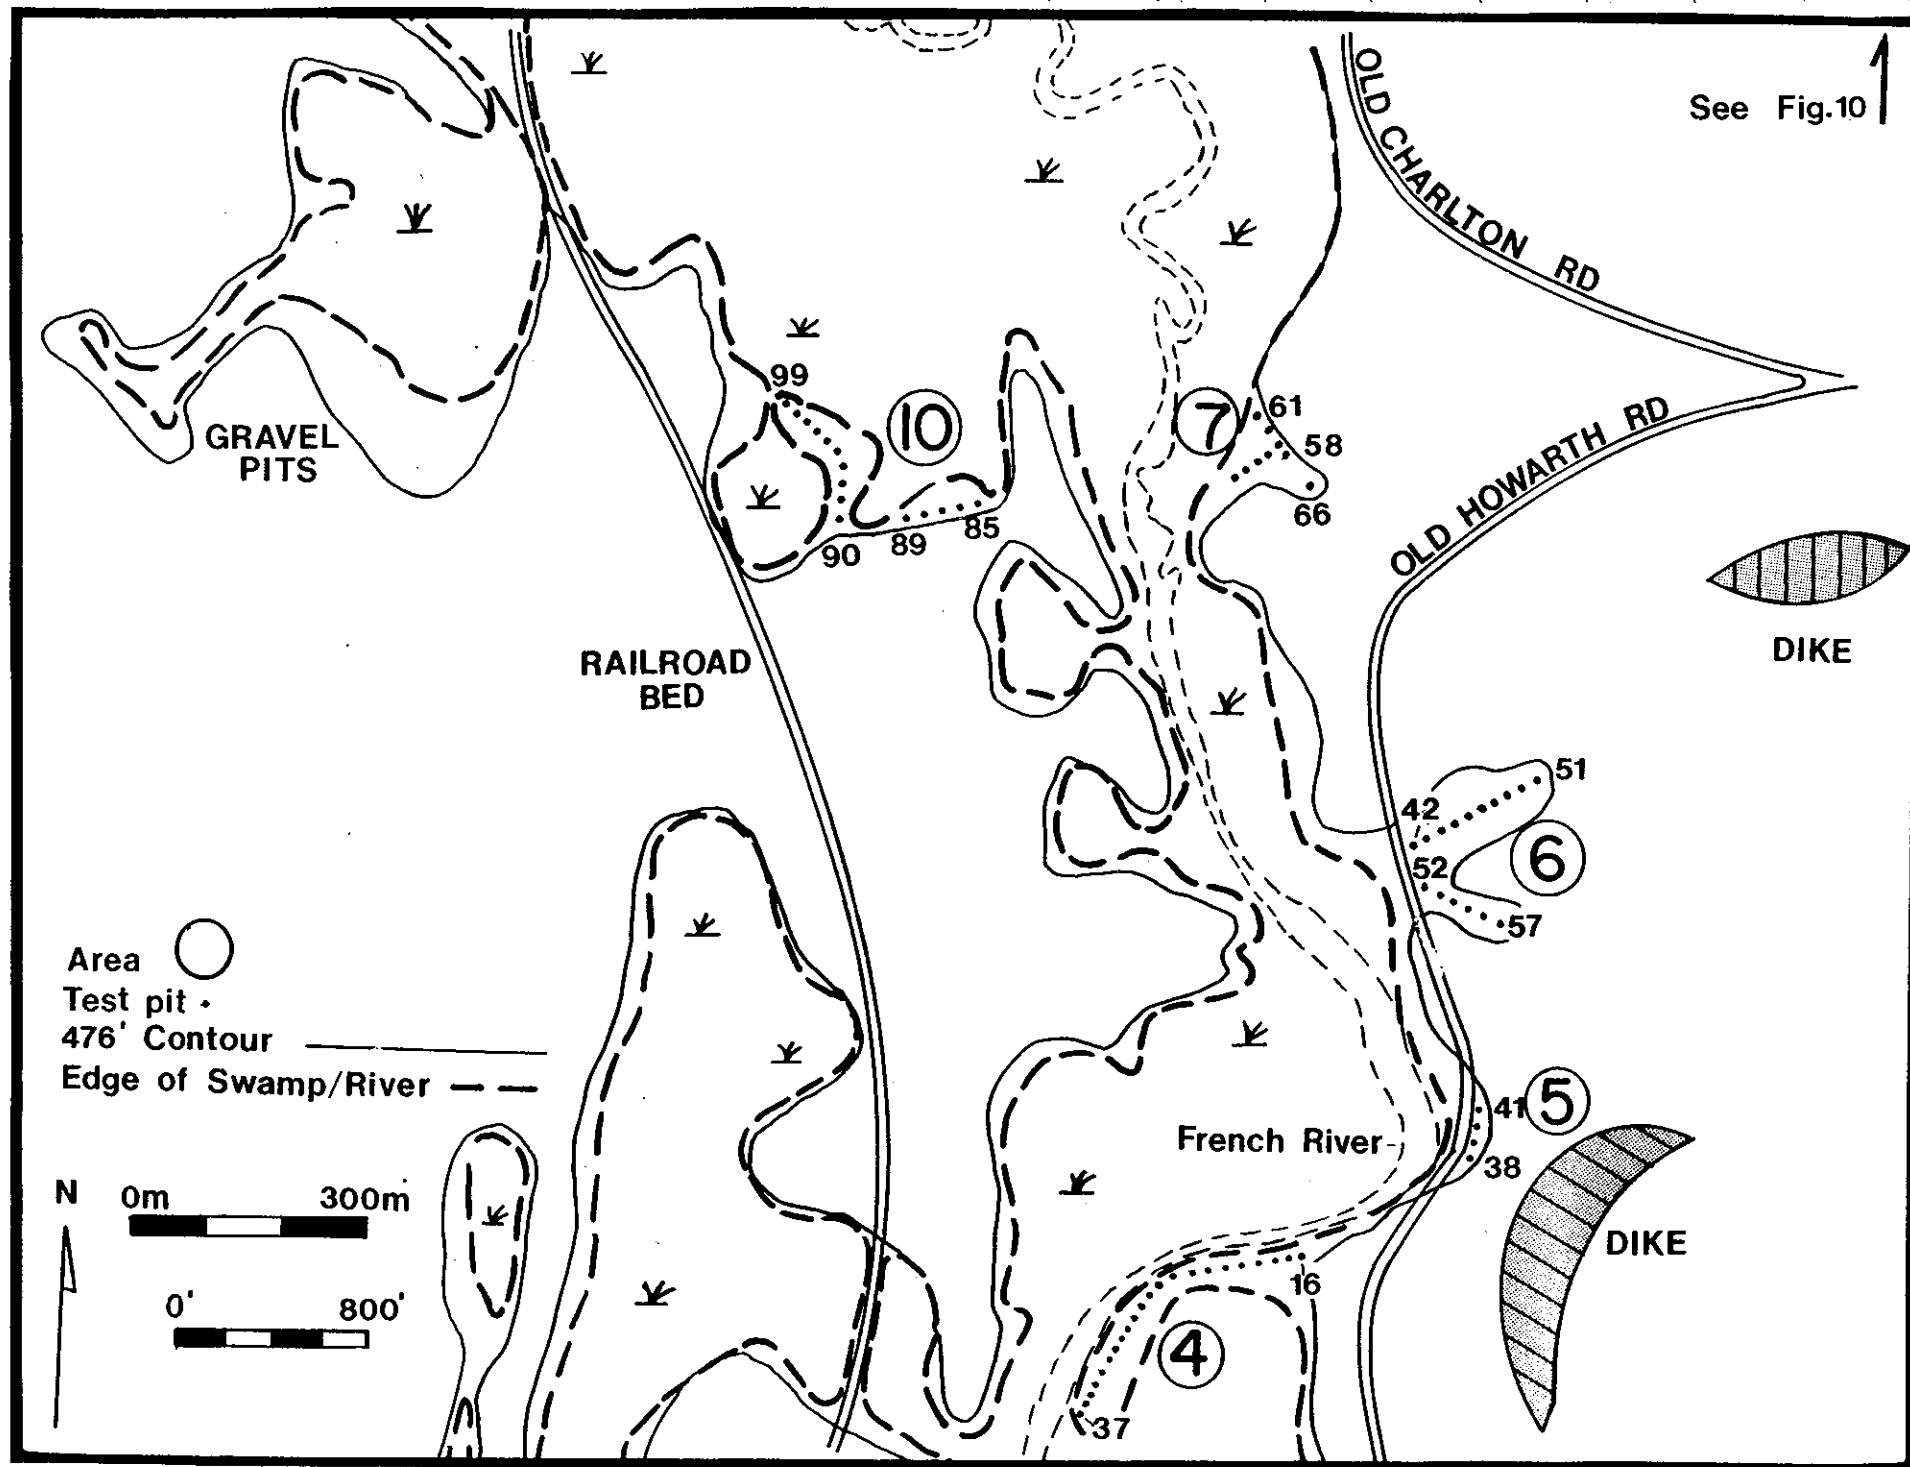 See Fig.10
OLD CHARLTON RD
99
10
7
61
58
GRAVEL
PITS
66
85
89
90
OLD HOWARTH RD
DIKE
RAILROAD
BED
51
42
6
52
57
Area
Test pit
476' Contour
Edge of Swamp/River
41
5
French River
38
N
0m 300m
DIKE
16
0' 800'
4
37